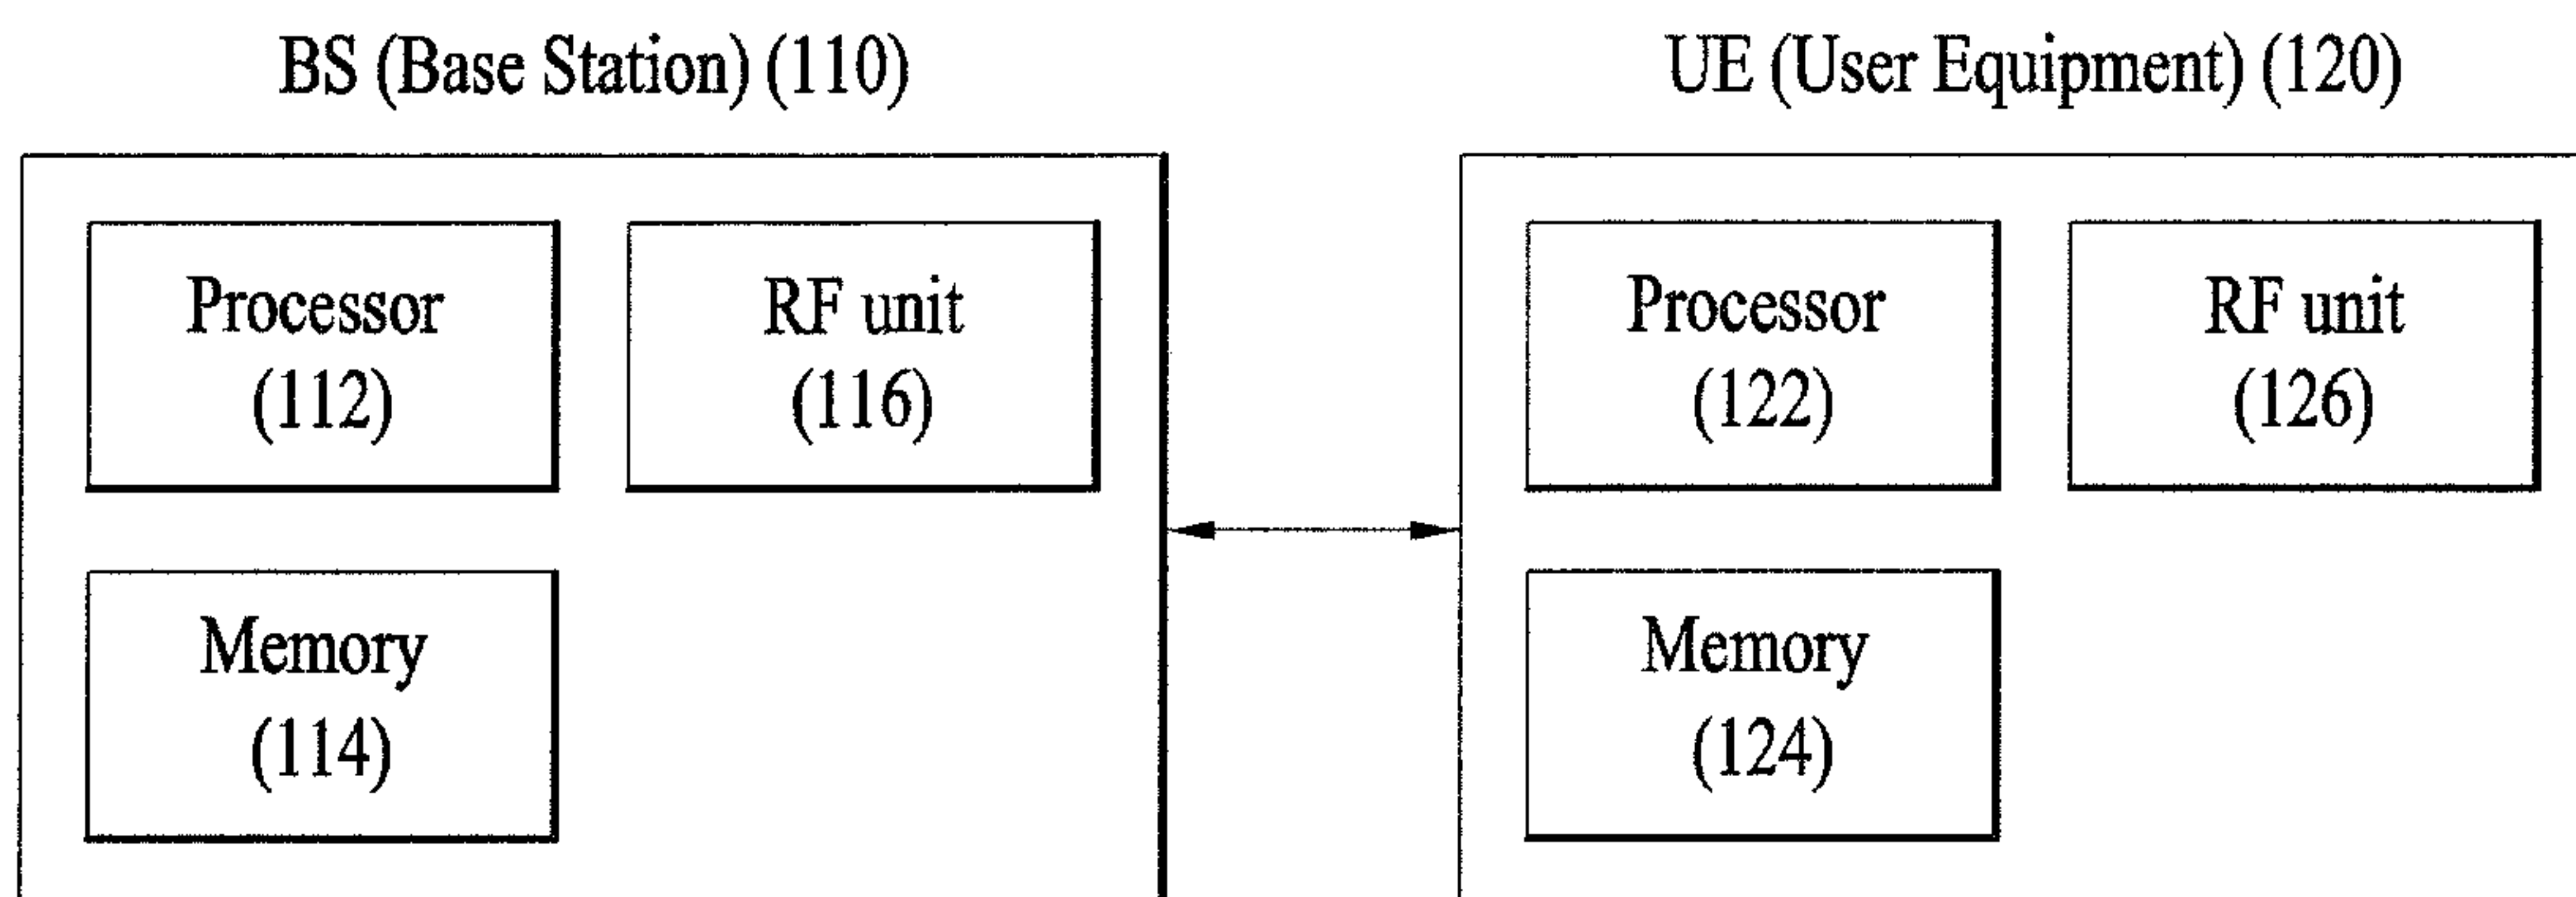 BS (Base Station) (110)
Processor
(112)
RF unit
(116)
Memory
(114)
UE (User Equipment) (120)
Processor
(122)
RF unit
(126)
Memory
(124)